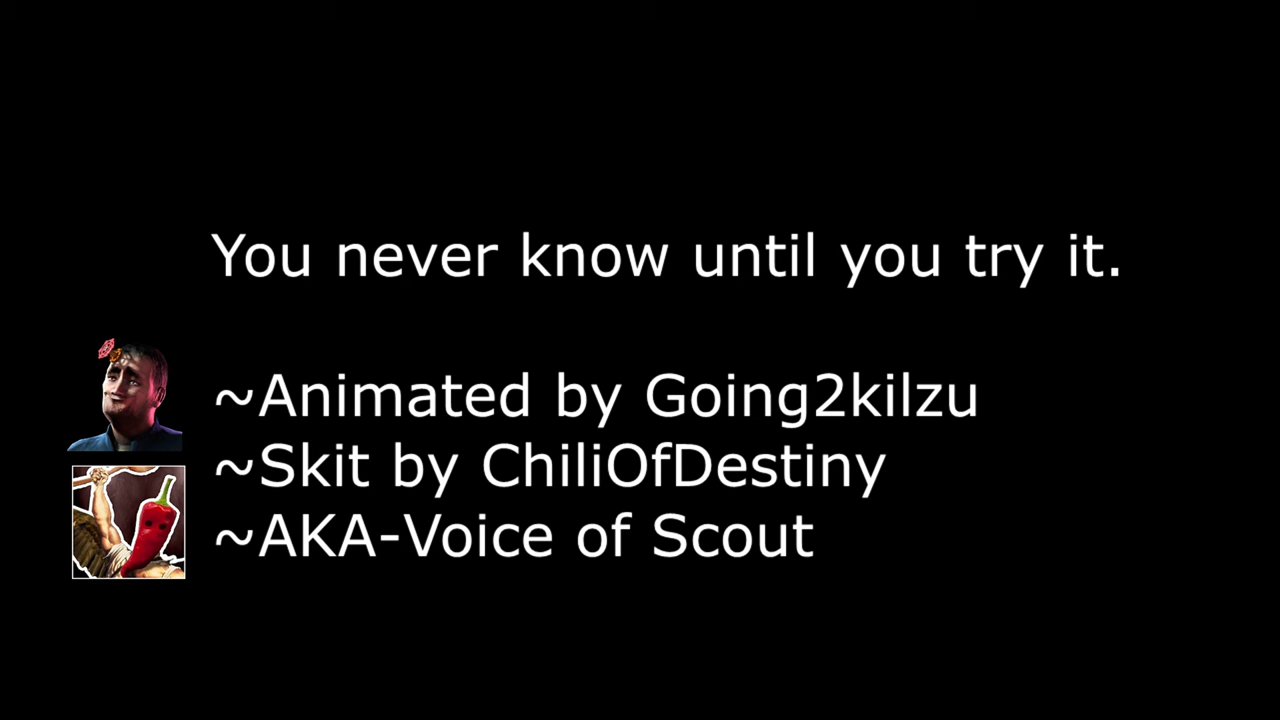 You never know until you try it.
~Animated by Going2kilzu
~Skit by ChiliOfDestiny
~AKA-Voice of Scout